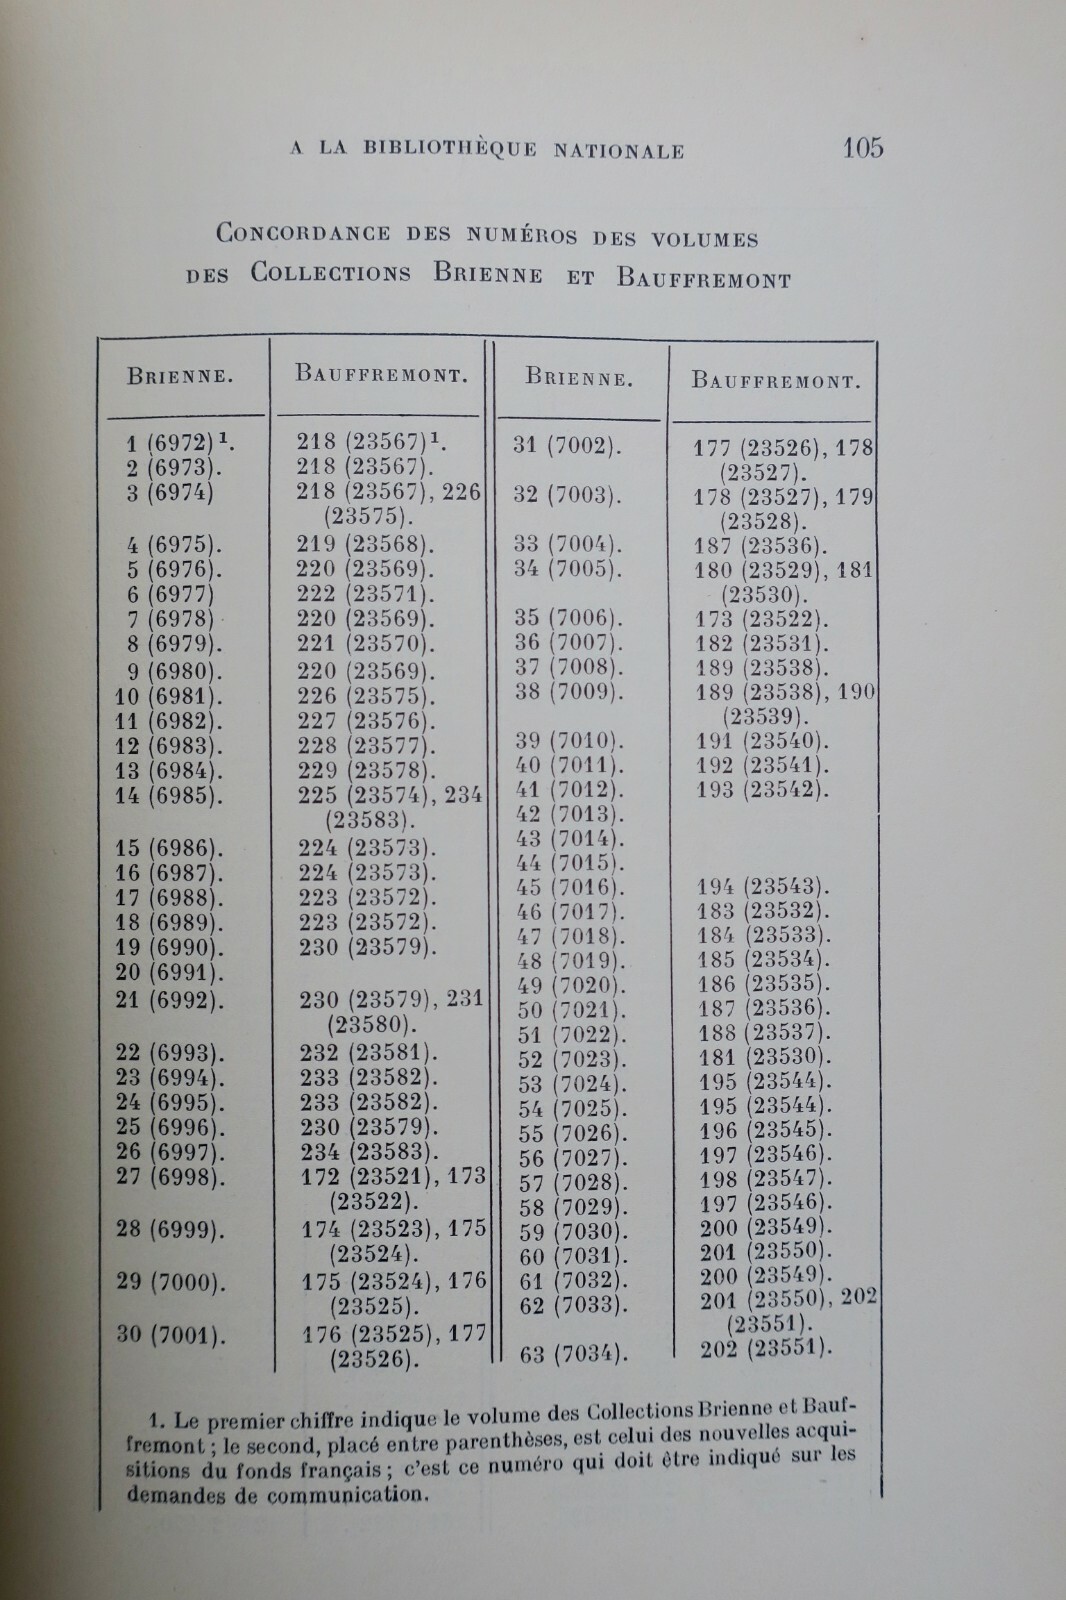 A LA BIBLIOTHÈQUE NATIONALE 105
CONCORDANCE DES NUMÉROS DES VOLUMES
DES COLLECTIONS BRIENNE ET BAUFFREMONT
BRIENNE. BAUFFREMONT.
1 (6972)¹. 218 (23567)¹.
2 (6973). 218 (23567).
3 (6974) 218 (23567), 226
(23575).
4 (6975). 219 (23568).
5 (6976). 220 (23569).
6 (6977) 222 (23571).
7 (6978) 220 (23569).
8 (6979). 221 (23570).
9 (6980). 220 (23569).
10 (6981). 226 (23575).
11 (6982). 227 (23576).
12 (6983). 228 (23577).
13 (6984). 229 (23578).
14 (6985). 225 (23574), 234
(23583).
15 (6986). 224 (23573).
16 (6987). 224 (23573).
17 (6988). 223 (23572).
18 (6989). 223 (23572).
19 (6990). 230 (23579).
20 (6991).
21 (6992). 230 (23579), 231
(23580).
22 (6993). 232 (23581).
23 (6994). 233 (23582).
24 (6995). 233 (23582).
25 (6996). 230 (23579).
26 (6997). 234 (23583).
27 (6998). 172 (23521), 173
(23522).
28 (6999). 174 (23523), 175
(23524).
29 (7000). 175 (23524), 176
(23525).
30 (7001). 176 (23525), 177
(23526).
BRIENNE. BAUFFREMONT.
31 (7002). 177 (23526), 178
(23527).
32 (7003). 178 (23527), 179
(23528).
33 (7004). 187 (23536).
34 (7005). 180 (23529), 181
(23530).
35 (7006). 173 (23522).
36 (7007). 182 (23531).
37 (7008). 189 (23538).
38 (7009). 189 (23538), 190
(23539).
39 (7010). 191 (23540).
40 (7011). 192 (23541).
41 (7012). 193 (23542).
42 (7013).
43 (7014).
44 (7015).
45 (7016). 194 (23543).
46 (7017). 183 (23532).
47 (7018). 184 (23533).
48 (7019). 185 (23534).
49 (7020). 186 (23535).
50 (7021). 187 (23536).
51 (7022). 188 (23537).
52 (7023). 181 (23530).
53 (7024). 195 (23544).
54 (7025). 195 (23544).
55 (7026). 196 (23545).
56 (7027). 197 (23546).
57 (7028). 198 (23547).
58 (7029). 197 (23546).
59 (7030). 200 (23549).
60 (7031). 201 (23550).
61 (7032). 200 (23549).
62 (7033). 201 (23550), 202
(23551).
63 (7034). 202 (23551).
1. Le premier chiffre indique le volume des Collections Brienne et Bauf-
fremont ; le second, placé entre parenthèses, est celui des nouvelles acqui-
sitions du fonds français ; c'est ce numéro qui doit être indiqué sur les
demandes de communication.